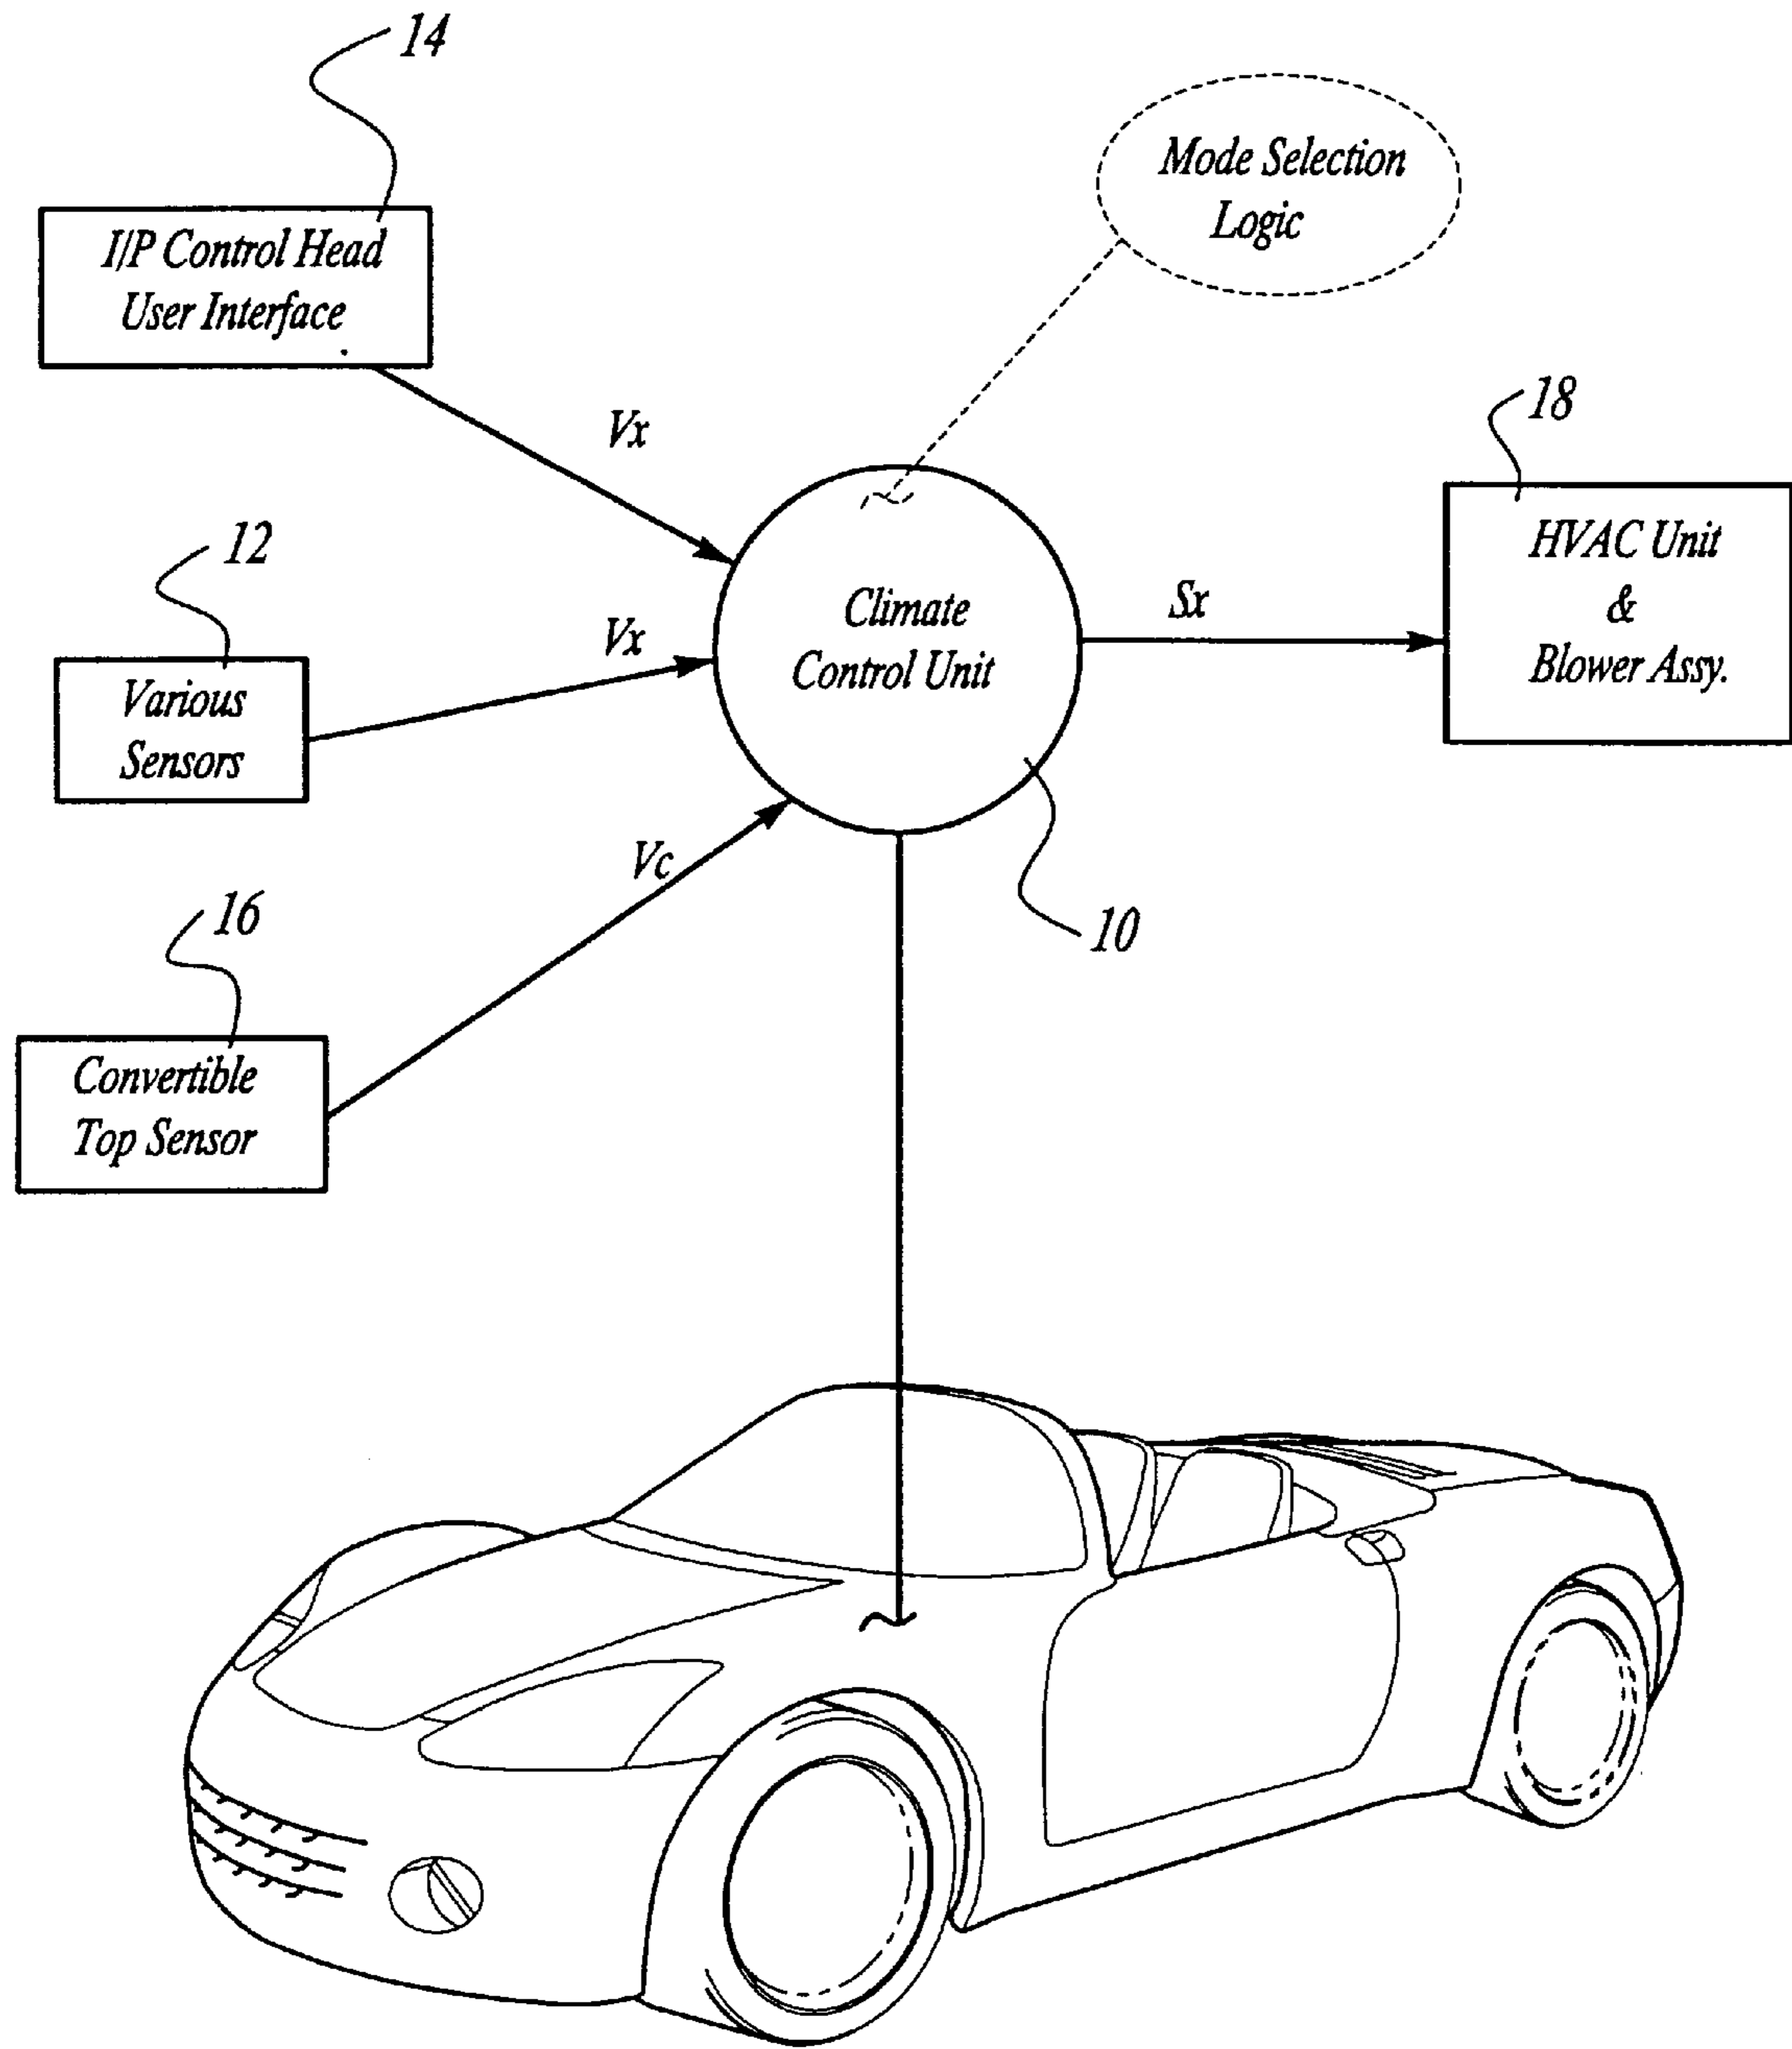 14
Mode Selection
Logic
I/P Control Head
User Interface
Vx
18
HVAC Unit
&
Blower Assy.
12
Various
Sensors
Vx
Climate
Control Unit
Sx
Vc
10
16
Convertible
Top Sensor